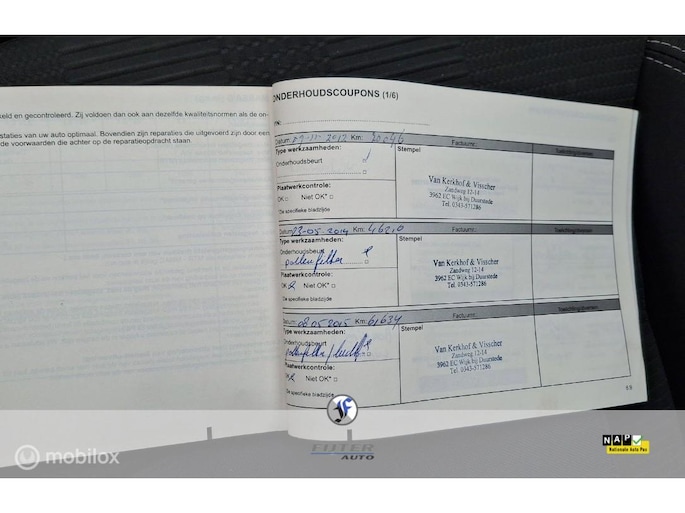 keld en gecontroleerd. Zij voldoen dan ook aan dezelfde kwaliteitsnormen als de on-
staties van uw auto optimaal. Bovendien zijn reparaties die uitgevoerd zijn door een
de voorwaarden die achter op de reparatieopdracht staan.
ONDERHOUDSCOUPONS (1/6)
Datum: 2012 Km:
Factuurnr.:
Type werkzaamheden:
Stempel
Onderhoudsbeurt
Plaatwerkcontrole:
OK □ Niet OK* □
*Zie specifieke bladzijde
Van Kerkhof & Visscher
Zandweg 12-14
3962 EC Wijk bij Duurstede
Tel. 0343-571286
Datum: 13-05-2014 Km: 46210
Factuurnr.:
Type werkzaamheden:
Stempel
Onderhoudsbeurt
pollenfilter
Plaatwerkcontrole:
OK Niet OK* □
*Zie specifieke bladzijde
Van Kerkhof & Visscher
Zandweg 12-14
3962 EC Wijk bij Duurstede
Tel. 0343-571286
Datum: 08-05-2015 Km: 61634
Factuurnr.:
Type werkzaamheden:
Stempel
Onderhoudsbeurt
Plaatwerkcontrole:
OK Niet OK* □
*Zie specifieke bladzijde
Van Kerkhof & Visscher
Zandweg 12-14
3962 EC Wijk bij Duurstede
Tel. 0343-571286
mobilox
AUTO
NAP
Nationale Auto Pas